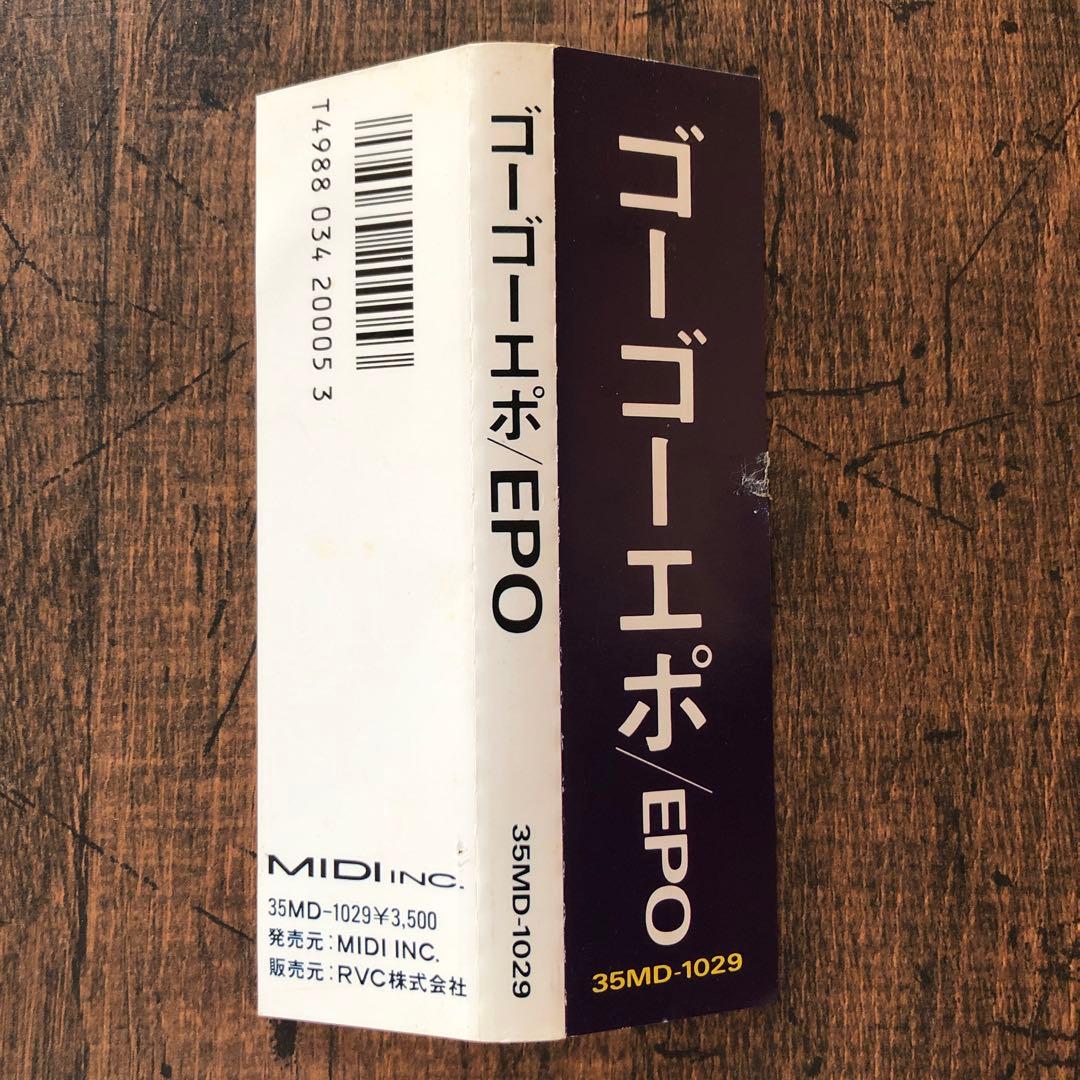 T4988 034 20005 3
MIDI INC.
35MD-1029¥3,500
発売元:MIDI INC.
販売元:RVC株式会社
ゴーゴーエポ/EPO
35MD-1029
ゴーゴーエポ/EPO
35MD-1029